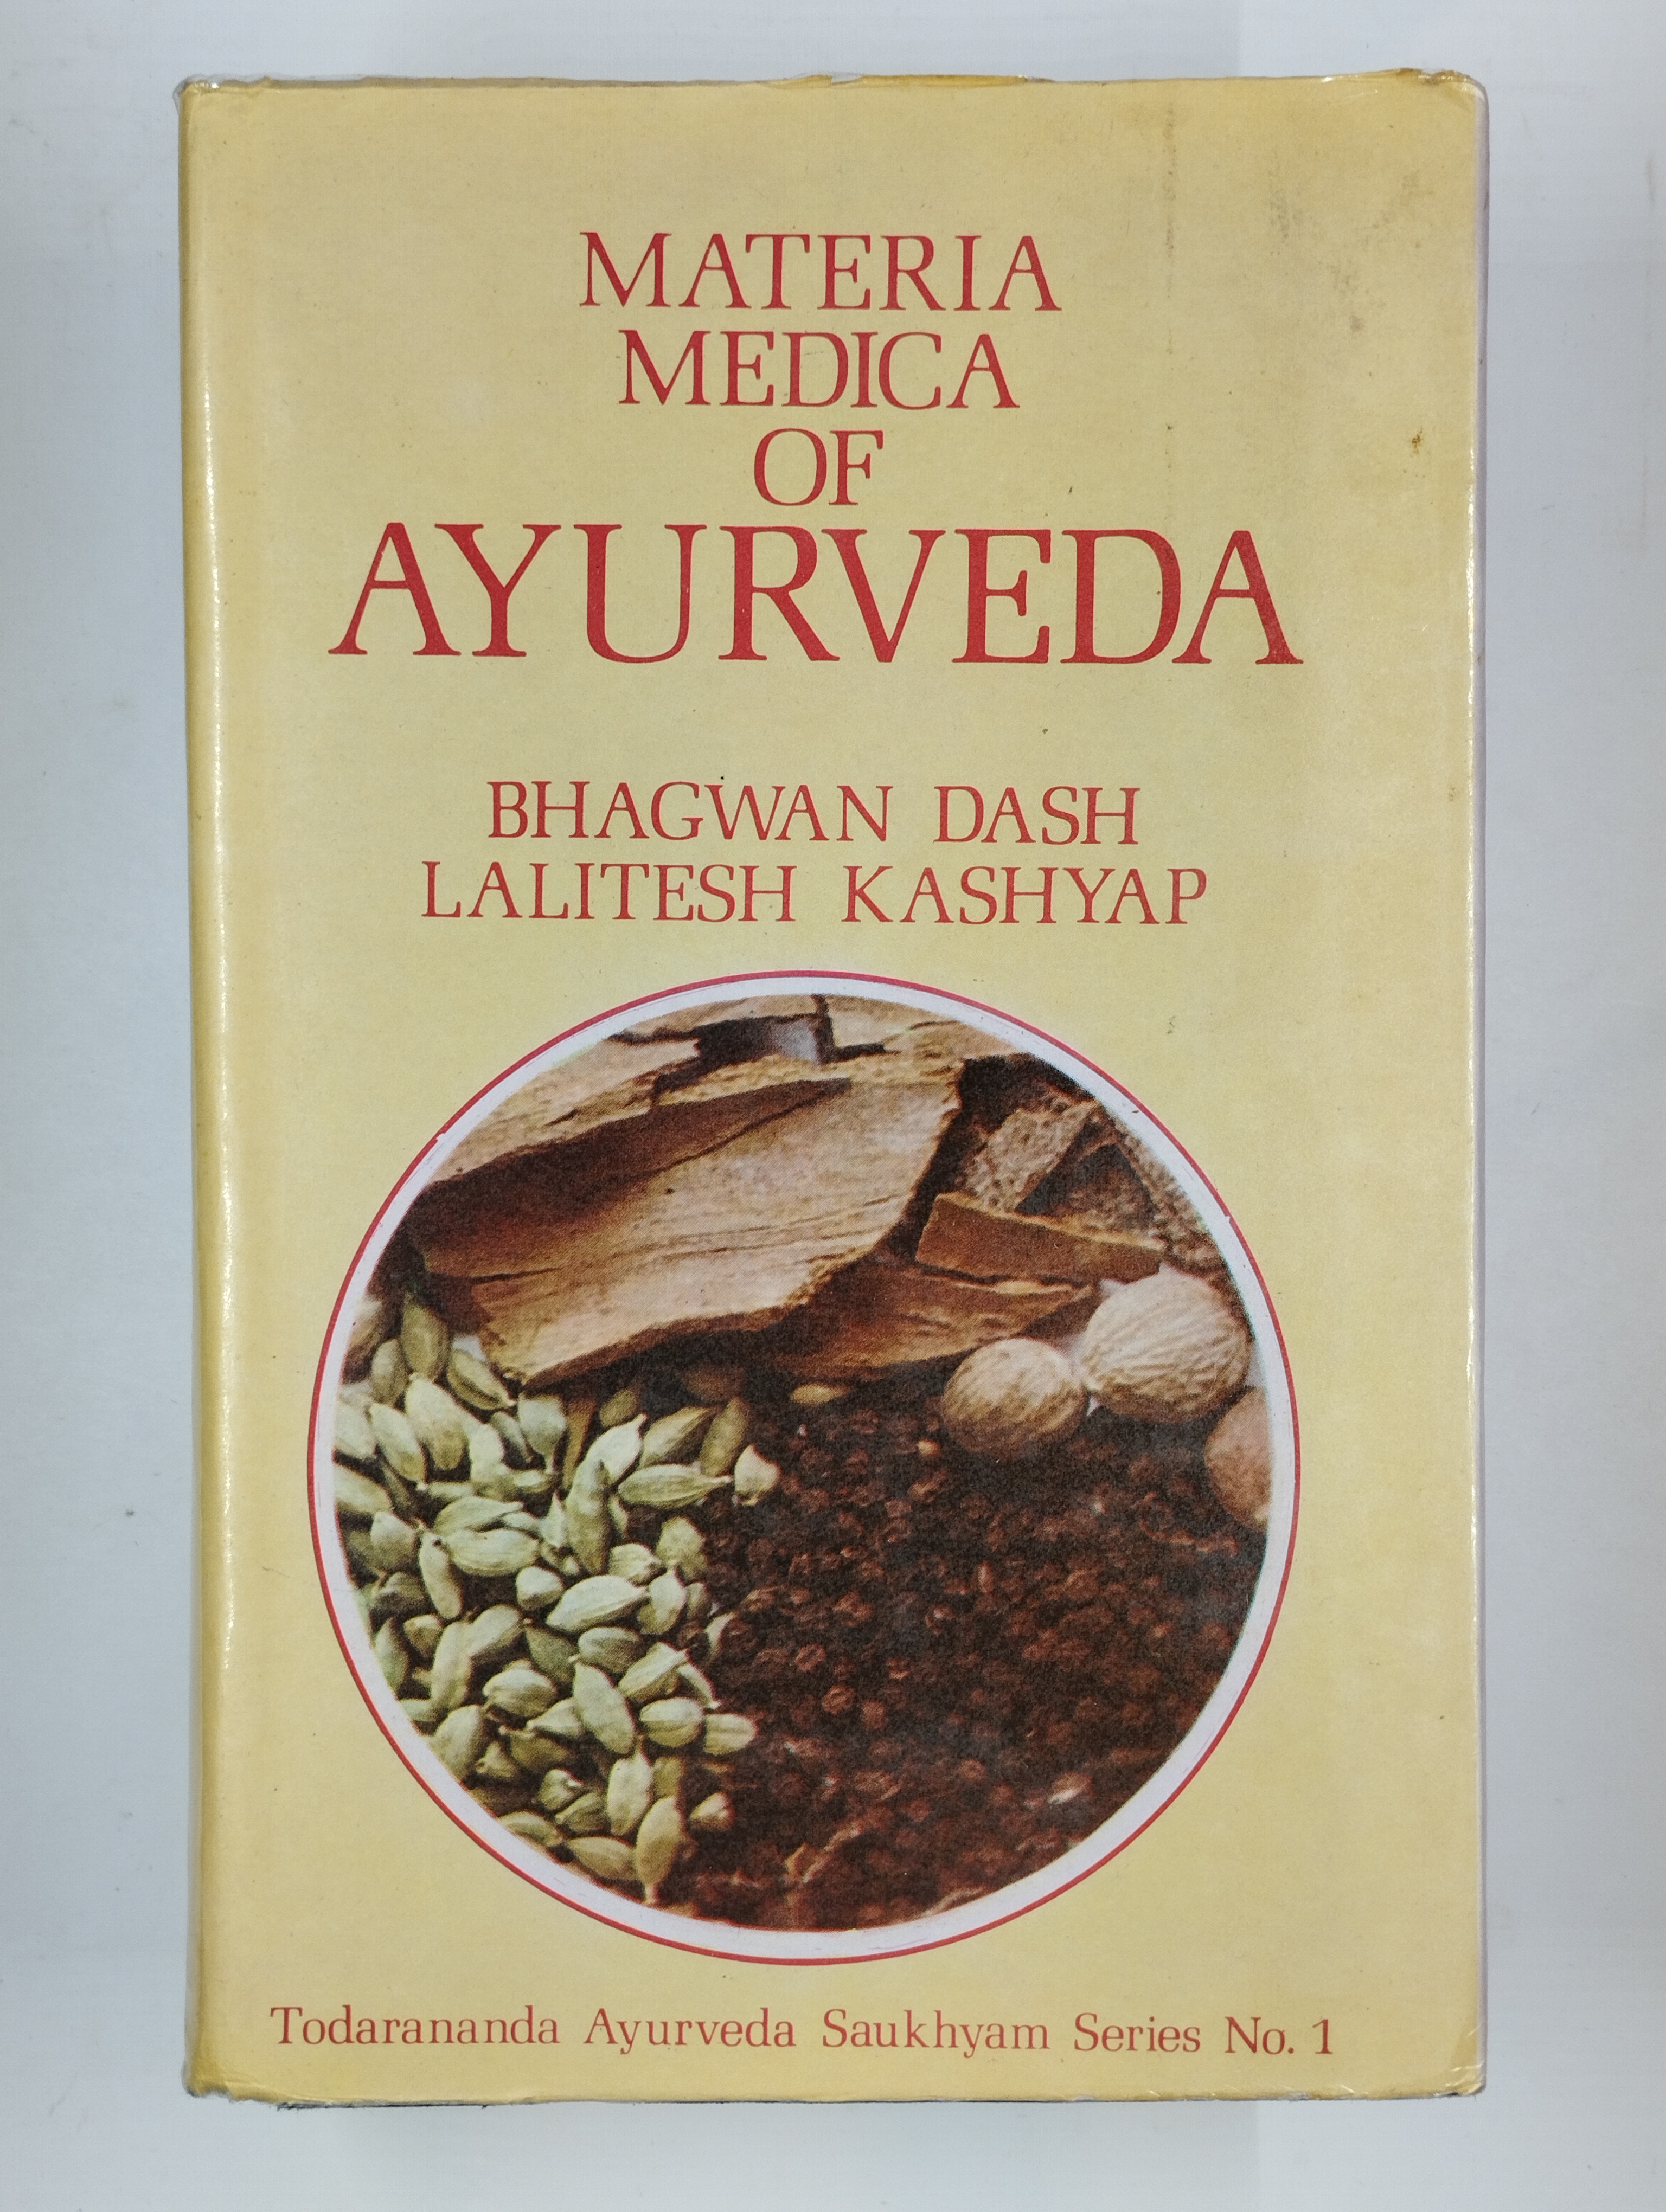 MATERIA
MEDICA
OF
AYURVEDA
BHAGWAN DASH
LALITESH KASHYAP
Todarananda Ayurveda Saukhyam Series No. 1